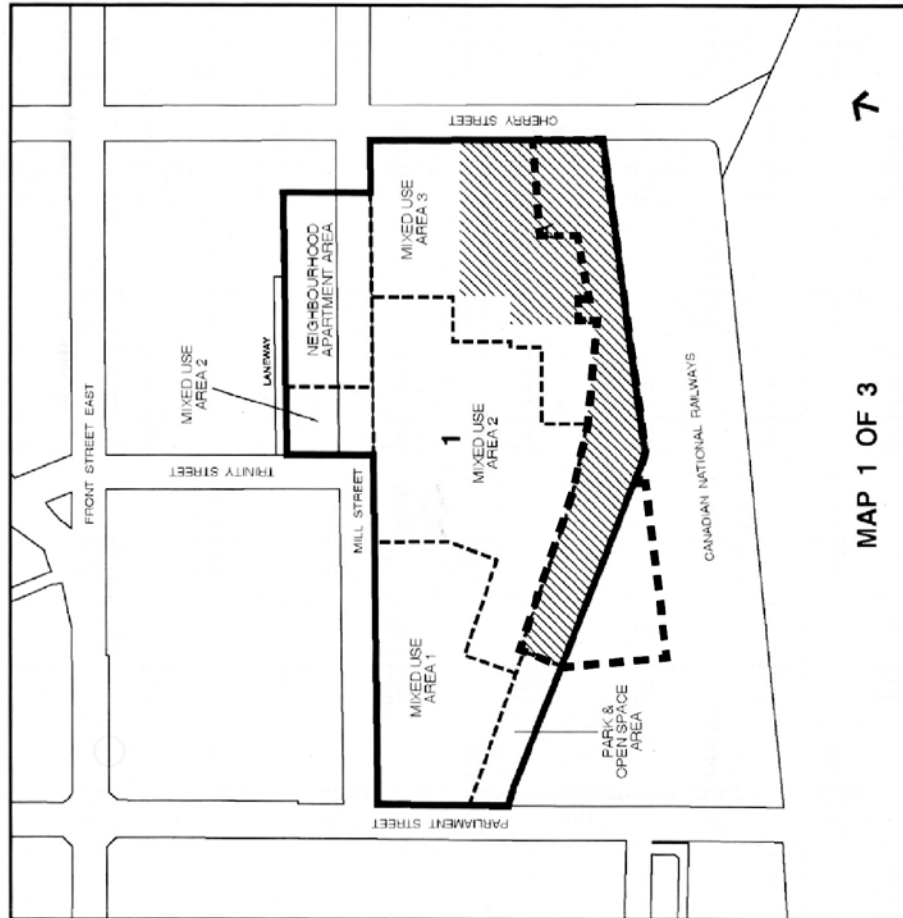 CHERRY STREET
MIXED USE
AREA 3
NEIGHBOURHOOD
APARTMENT AREA
LANEWAY
MIXED USE
AREA 2
FRONT STREET EAST
TRINITY STREET
MILL STREET
1
MIXED USE
AREA 2
CANADIAN NATIONAL RAILWAYS
MIXED USE
AREA 1
PARK &
OPEN SPACE
AREA
PARLIAMENT STREET
MAP 1 OF 3